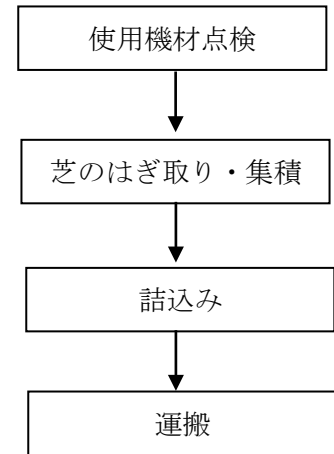 使用機材点検
芝のはぎ取り・集積
詰込み
運搬